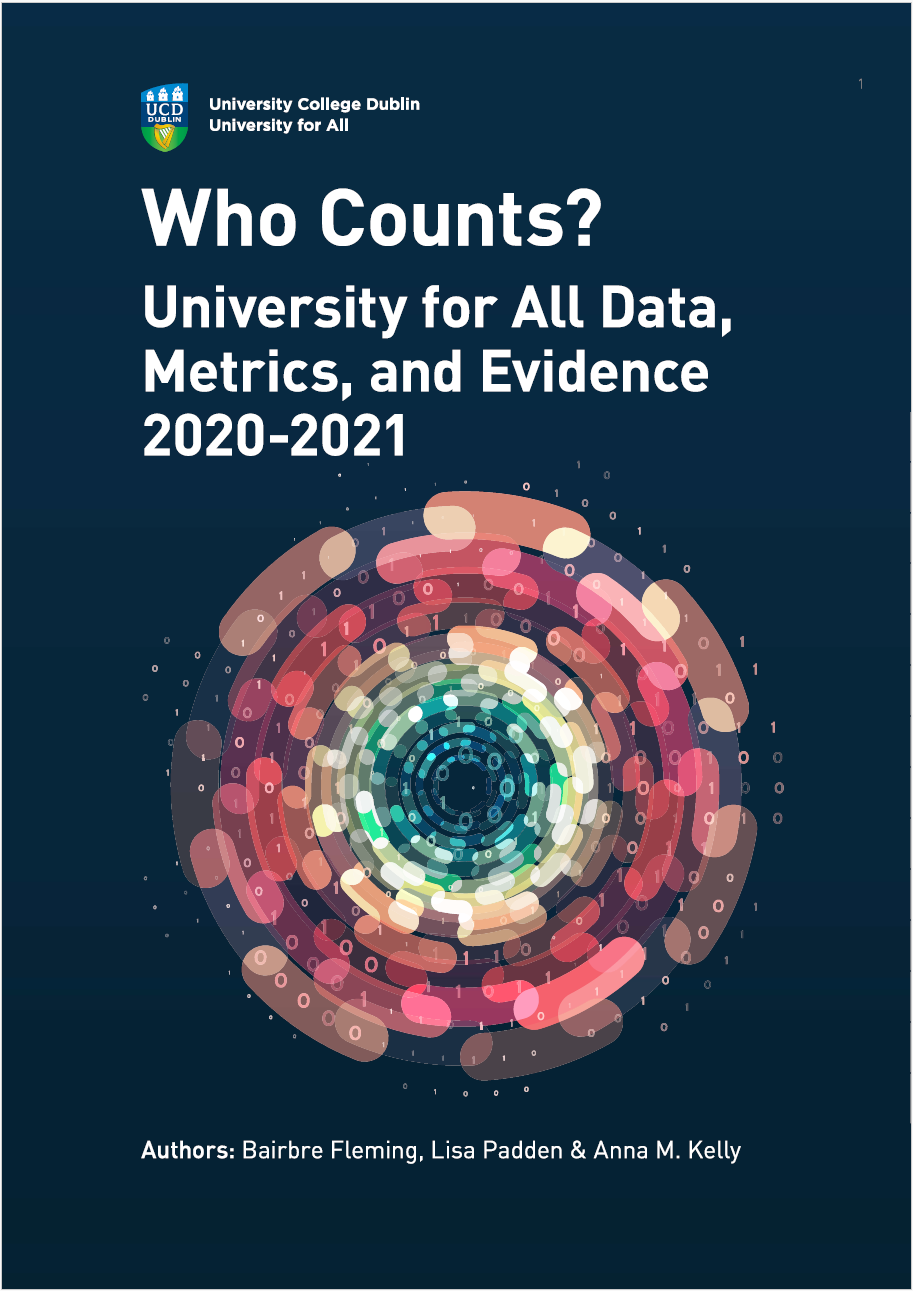 1
UCD
DUBLIN
University College Dublin
University for All
Who Counts?
University for All Data,
Metrics, and Evidence
2020-2021
Authors: Bairbre Fleming, Lisa Padden & Anna M. Kelly